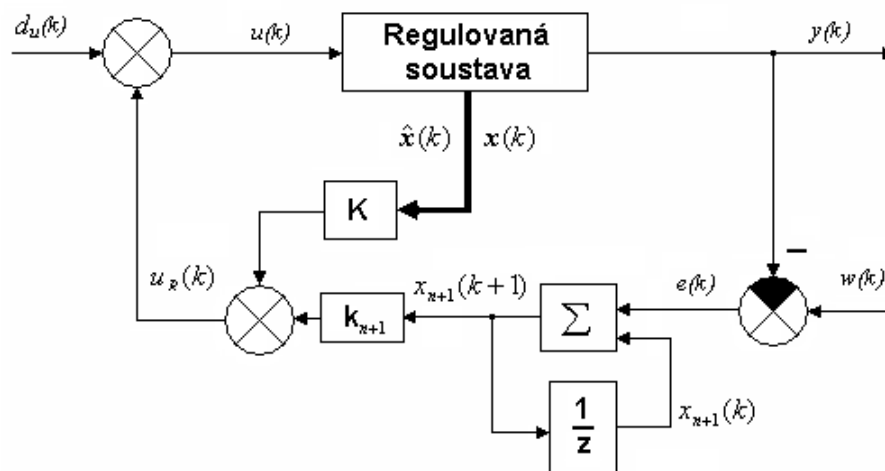 d_u(k)
u(k)
Regulovaná
soustava
y(k)
x̂(k)
x(k)
K
–
u_R(k)
x_{n+1}(k+1)
e(k)
w(k)
k_{n+1}
Σ
1
z
x_{n+1}(k)